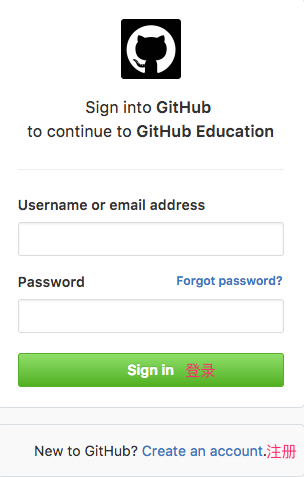 Sign into GitHub
to continue to GitHub Education
Username or email address
Password Forgot password?
Sign in 登录
New to GitHub? Create an account.注册